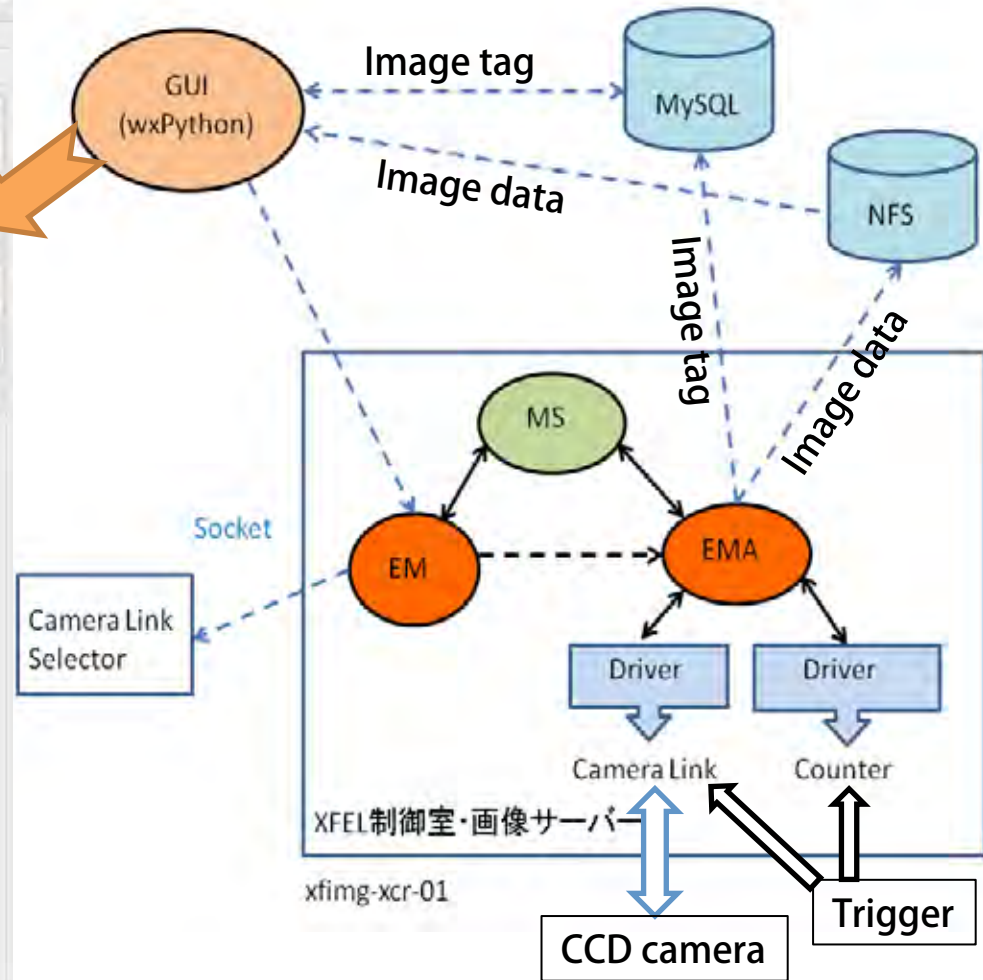 GUI
(wxPython)
Image tag
MySQL
Image data
NFS
Image tag
Image data
MS
Socket
EM
EMA
Camera Link
Selector
Driver
Driver
Camera Link
Counter
XFEL制御室・画像サーバー
xfimg-xcr-01
Trigger
CCD camera